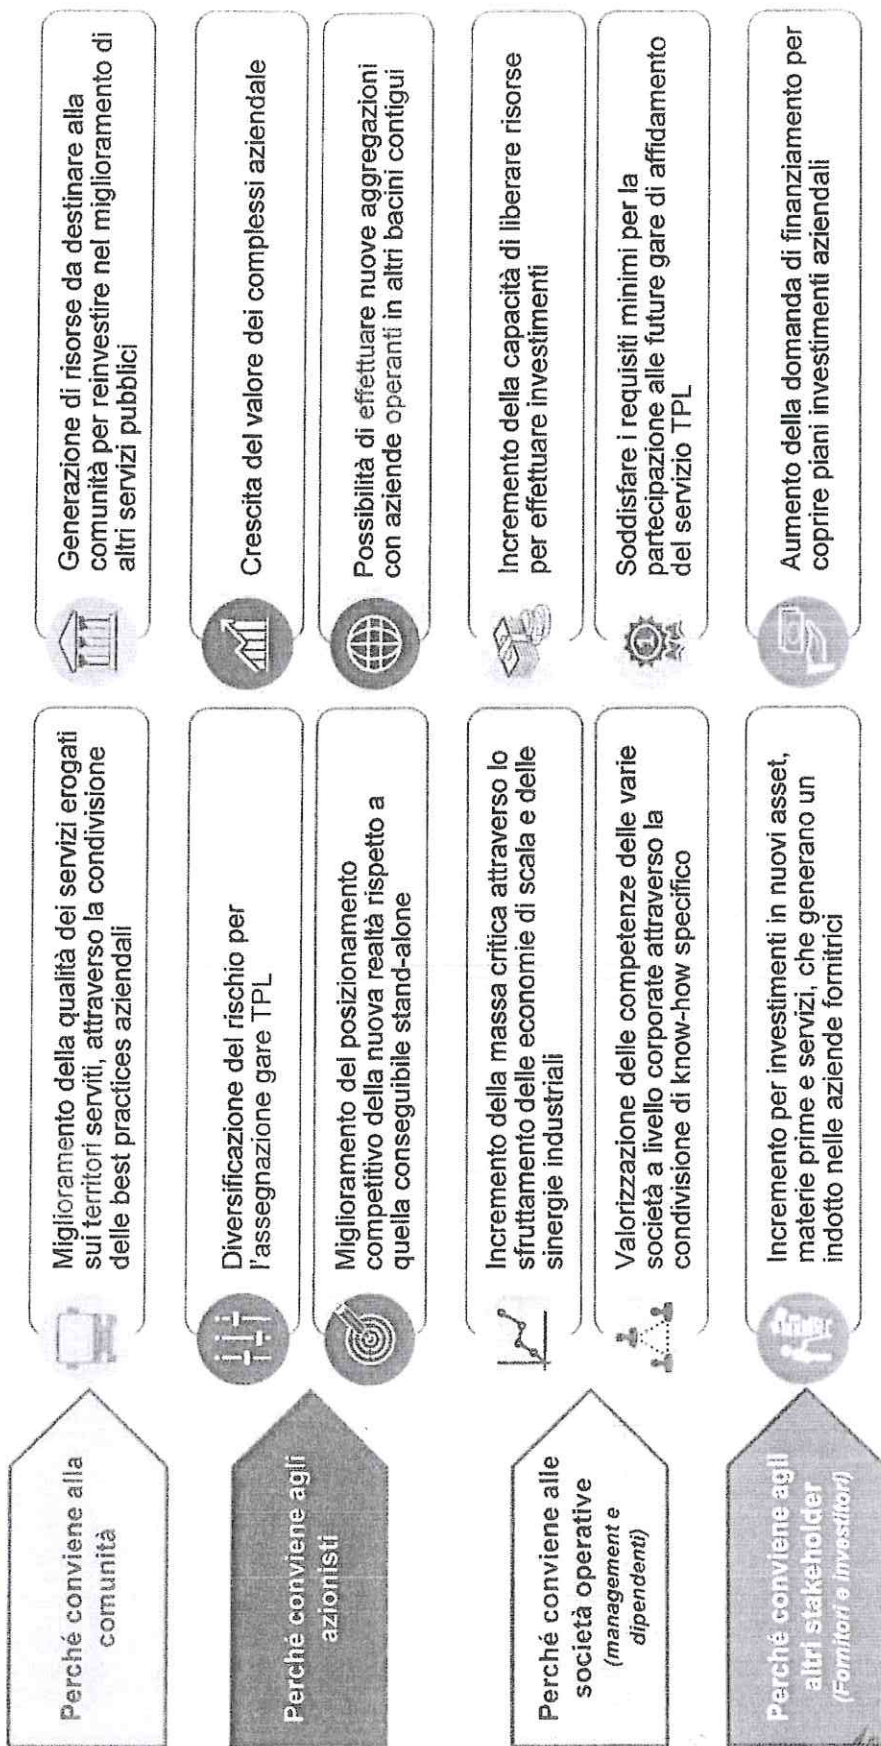 Perché conviene alla
comunità
Miglioramento della qualità dei servizi erogati
sui territori serviti, attraverso la condivisione
delle best practices aziendali
Generazione di risorse da destinare alla
comunità per reinvestire nel miglioramento di
altri servizi pubblici
Perché conviene agli
azionisti
Diversificazione del rischio per
l'assegnazione gare TPL
Crescita del valore dei complessi aziendale
Miglioramento del posizionamento
competitivo della nuova realtà rispetto a
quella conseguibile stand-alone
Possibilità di effettuare nuove aggregazioni
con aziende operanti in altri bacini contigui
Perché conviene alle
società operative
(management e
dipendenti)
Incremento della massa critica attraverso lo
sfruttamento delle economie di scala e delle
sinergie industriali
Incremento della capacità di liberare risorse
per effettuare investimenti
Valorizzazione delle competenze delle varie
società a livello corporate attraverso la
condivisione di know-how specifico
1
Soddisfare i requisiti minimi per la
partecipazione alle future gare di affidamento
del servizio TPL
Perché conviene agli
altri stakeholder
(Fornitori e Investitori)
Incremento per investimenti in nuovi asset,
materie prime e servizi, che generano un
indotto nelle aziende fornitrici
Aumento della domanda di finanziamento per
coprire piani investimenti aziendali